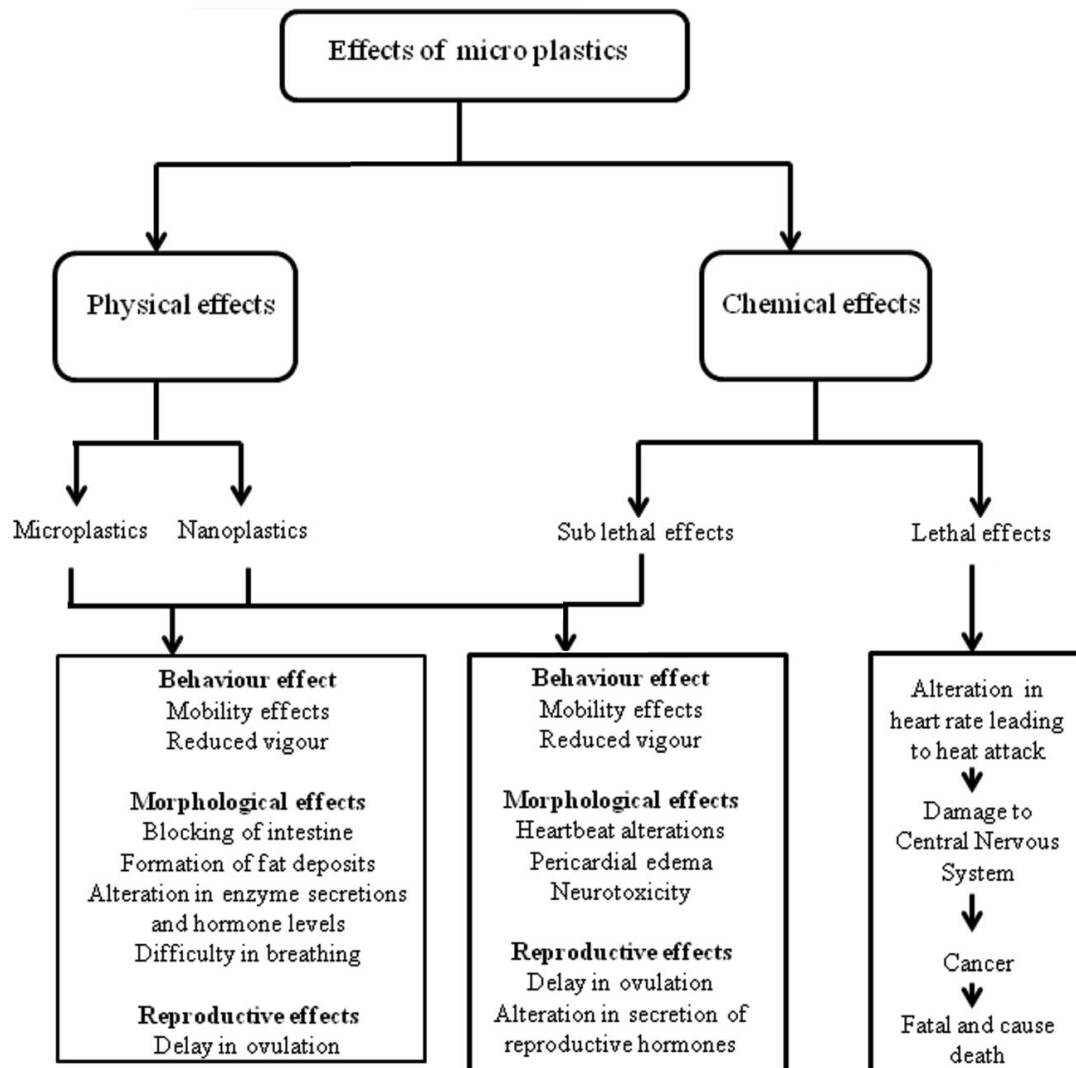 Effects of micro plastics
Physical effects
Chemical effects
Microplastics
Nanoplastics
Sub lethal effects
Lethal effects
Behaviour effect
Mobility effects
Reduced vigour
Morphological effects
Blocking of intestine
Formation of fat deposits
Alteration in enzyme secretions
and hormone levels
Difficulty in breathing
Reproductive effects
Delay in ovulation
Behaviour effect
Mobility effects
Reduced vigour
Morphological effects
Heartbeat alterations
Pericardial edema
Neurotoxicity
Reproductive effects
Delay in ovulation
Alteration in secretion of
reproductive hormones
Alteration in
heart rate leading
to heat attack
Damage to
Central Nervous
System
Cancer
Fatal and cause
death